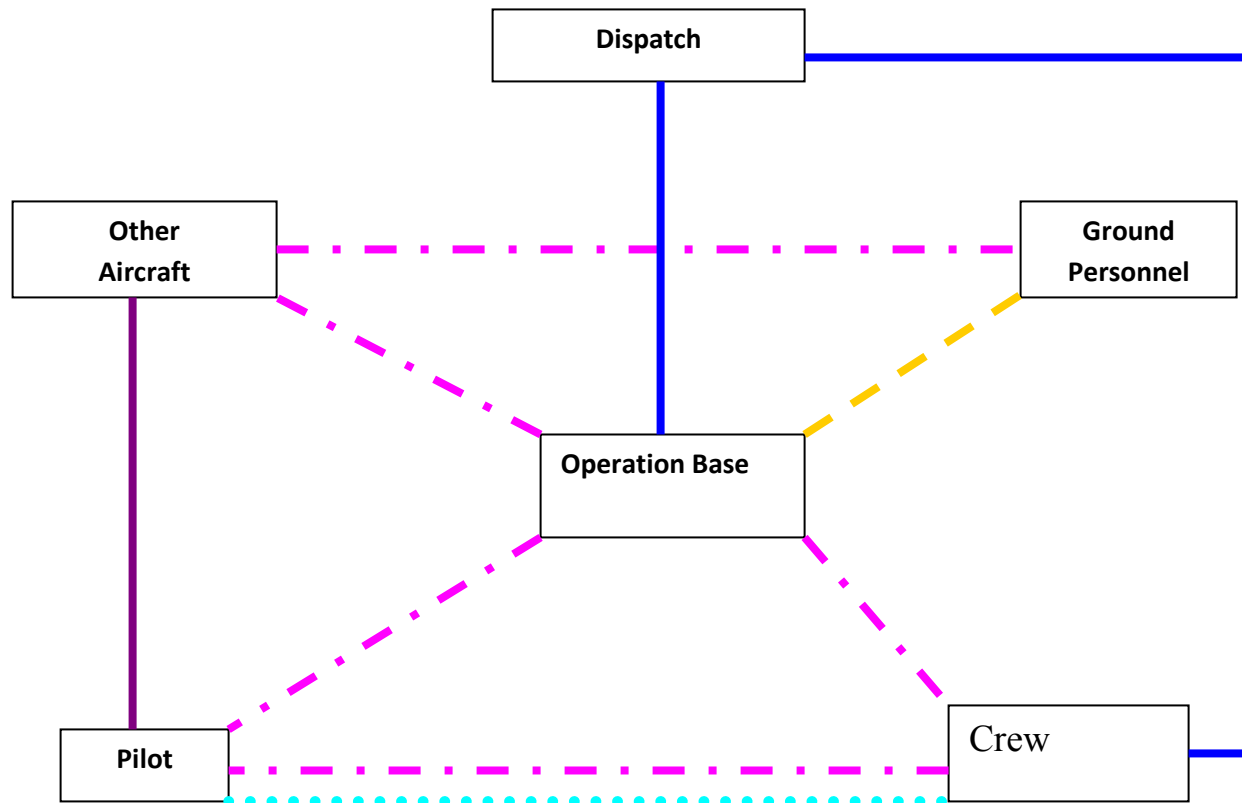 Dispatch
Other
Aircraft
Ground
Personnel
Operation Base
Pilot
Crew